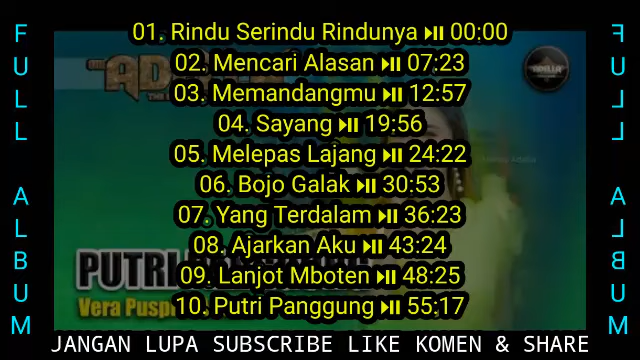 FULL ALBUM
01. Rindu Serindu Rindunya ⏯ 00:00
02. Mencari Alasan ⏯ 07:23
03. Memandangmu ⏯ 12:57
04. Sayang ⏯ 19:56
05. Melepas Lajang ⏯ 24:22
06. Bojo Galak ⏯ 30:53
07. Yang Terdalam ⏯ 36:23
08. Ajarkan Aku ⏯ 43:24
09. Lanjot Mboten ⏯ 48:25
10. Putri Panggung ⏯ 55:17
FULL ALBUM
ADELLA
PUTRI
Vera Pusp
JANGAN LUPA SUBSCRIBE LIKE KOMEN & SHARE